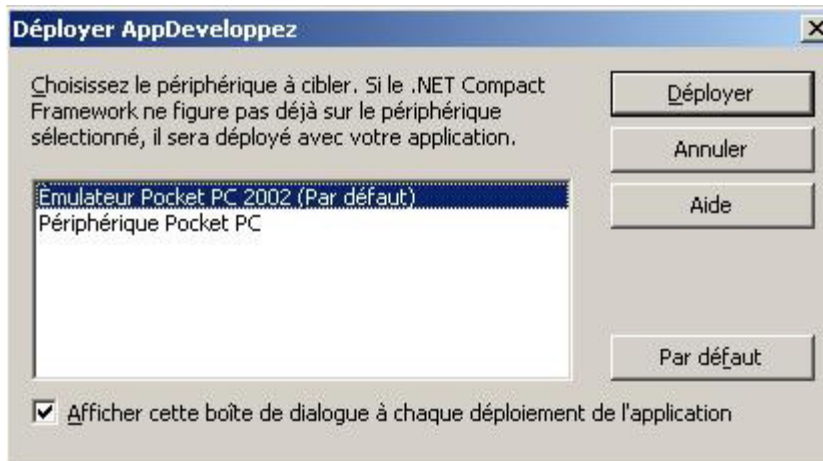 Déployer AppDeveloppez
Choisissez le périphérique à cibler. Si le .NET Compact
Framework ne figure pas déjà sur le périphérique
sélectionné, il sera déployé avec votre application.
Déployer
Annuler
Aide
Émulateur Pocket PC 2002 (Par défaut)
Périphérique Pocket PC
Par défaut
Afficher cette boîte de dialogue à chaque déploiement de l'application